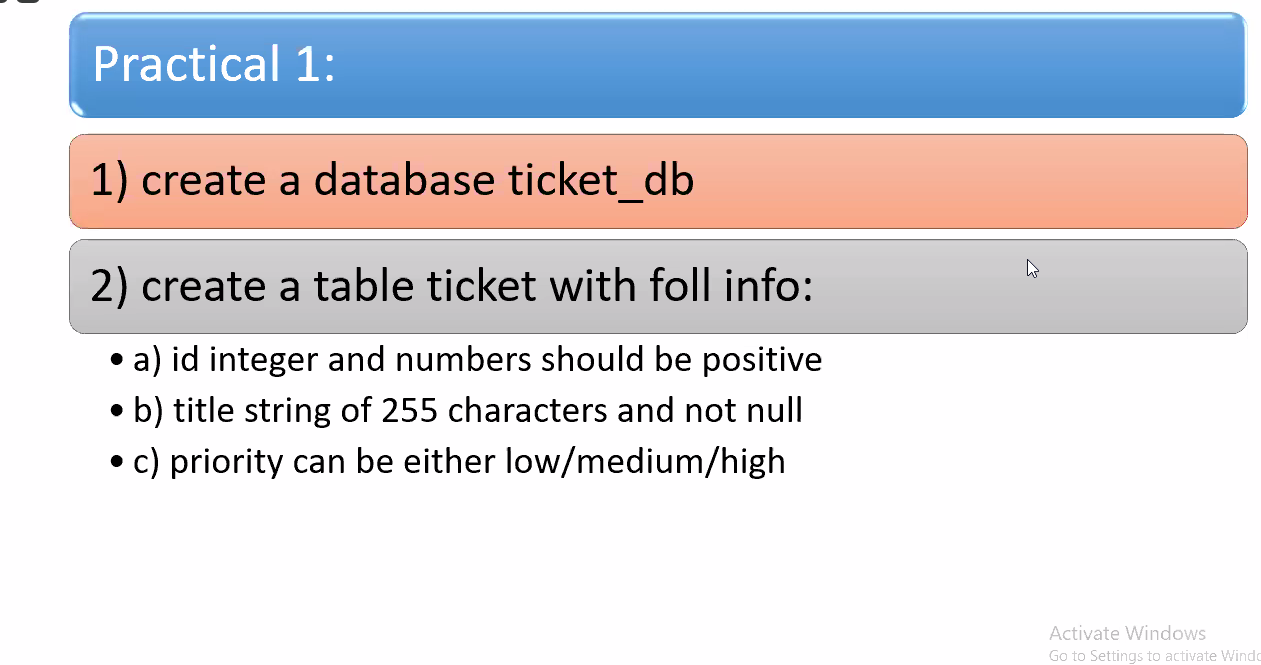 Practical 1:
1) create a database ticket_db
2) create a table ticket with foll info:
• a) id integer and numbers should be positive
• b) title string of 255 characters and not null
• c) priority can be either low/medium/high
Activate Windows
Go to Settings to activate Windo